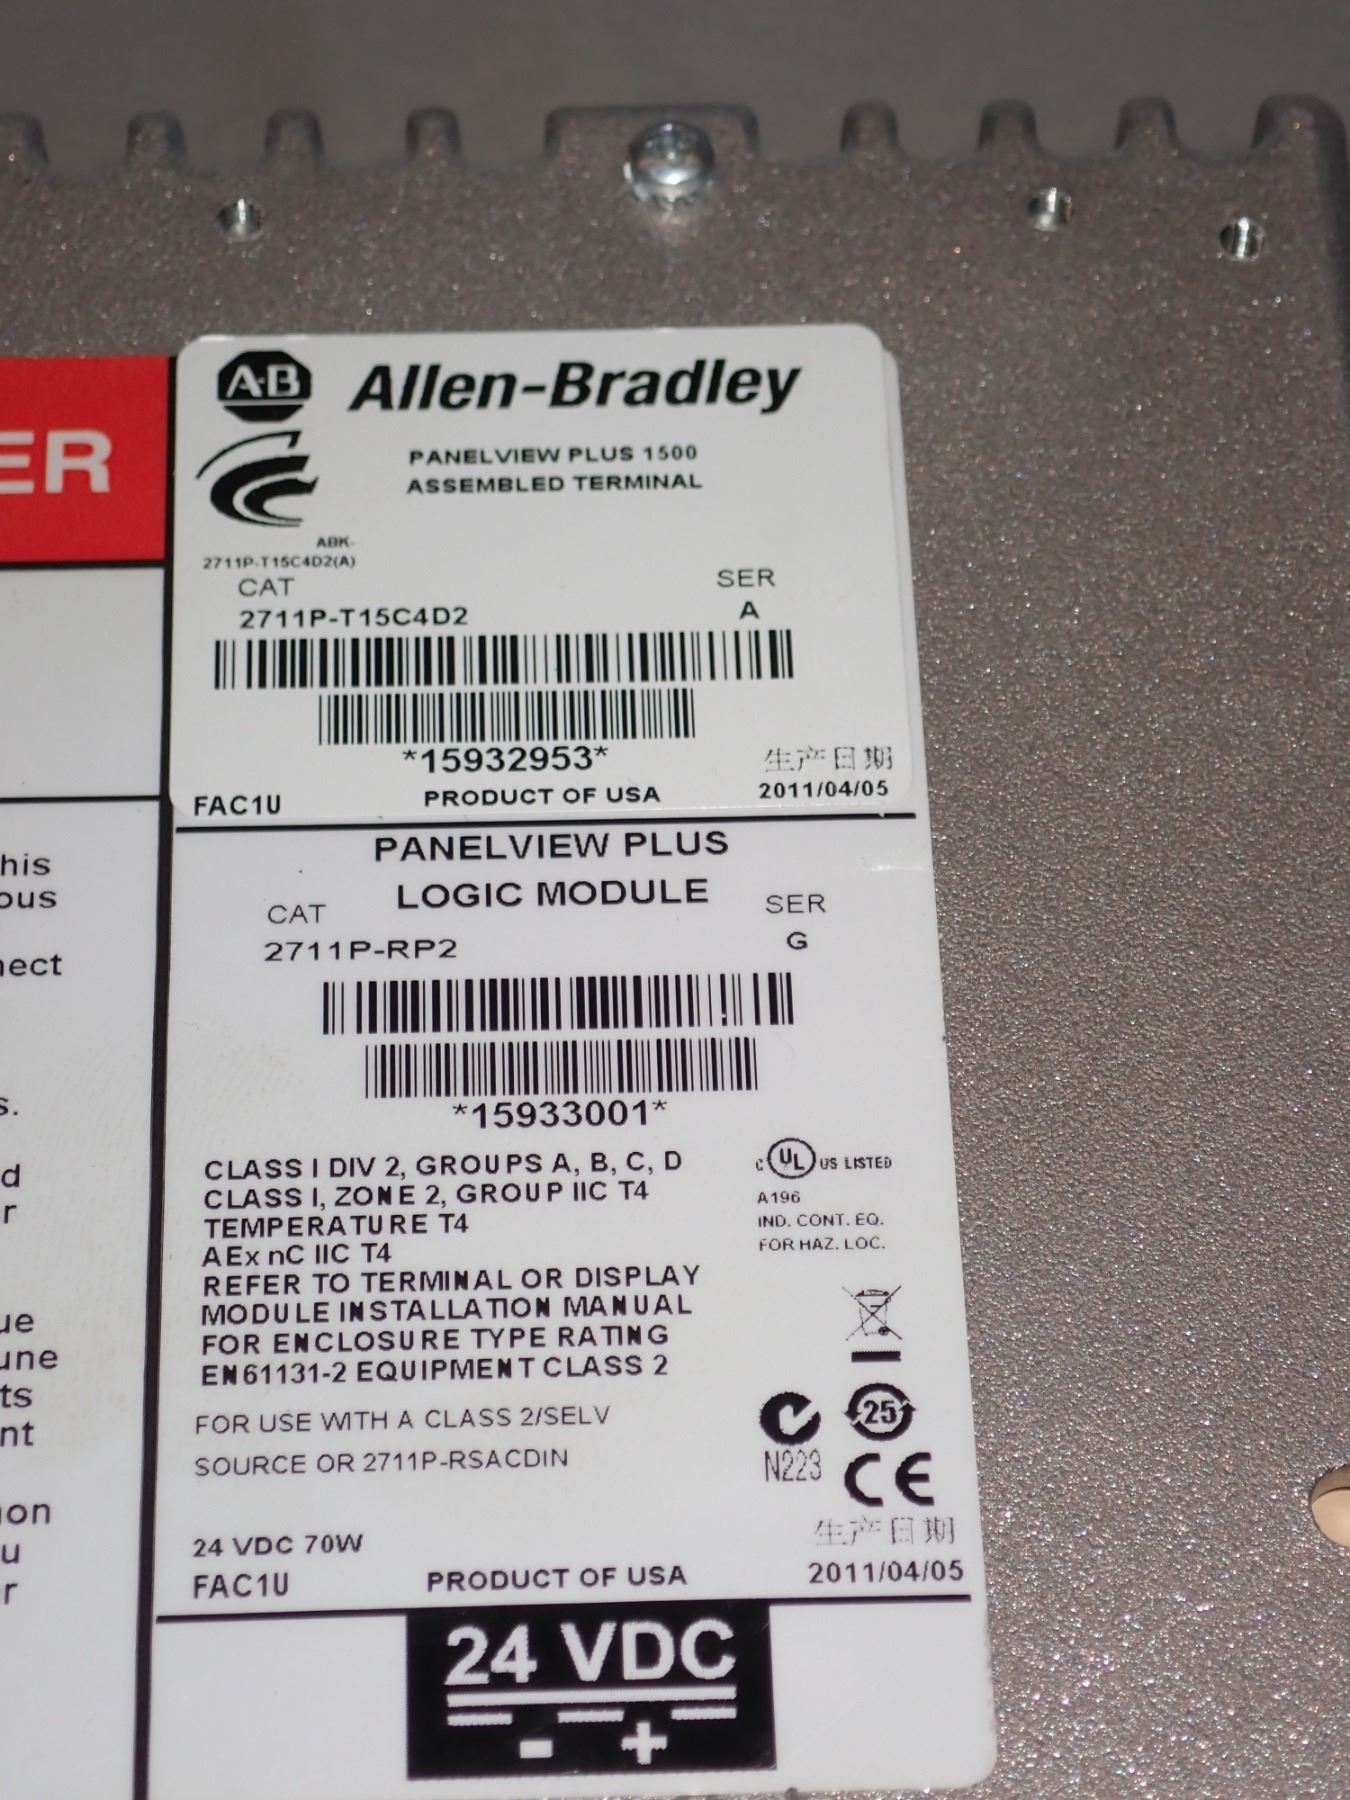 ER
his
ous
nect
s.
d
r
ue
une
ts
nt
on
u
r
A-B Allen-Bradley
PANELVIEW PLUS 1500
ASSEMBLED TERMINAL
ABK-
2711P-T15C4D2(A)
CAT SER
2711P-T15C4D2 A
*15932953*
生产日期
FAC1U PRODUCT OF USA 2011/04/05
PANELVIEW PLUS
LOGIC MODULE
CAT SER
2711P-RP2 G
*15933001*
CLASS I DIV 2, GROUPS A, B, C, D
CLASS I, ZONE 2, GROUP IIC T4
TEMPERATURE T4
AEx nC IIC T4
REFER TO TERMINAL OR DISPLAY
MODULE INSTALLATION MANUAL
FOR ENCLOSURE TYPE RATING
EN61131-2 EQUIPMENT CLASS 2
C UL US LISTED
A196
IND. CONT. EQ.
FOR HAZ. LOC.
FOR USE WITH A CLASS 2/SELV
SOURCE OR 2711P-RSACDIN
25
N223 CE
生产日期
24 VDC 70W
FAC1U PRODUCT OF USA 2011/04/05
24 VDC
- +